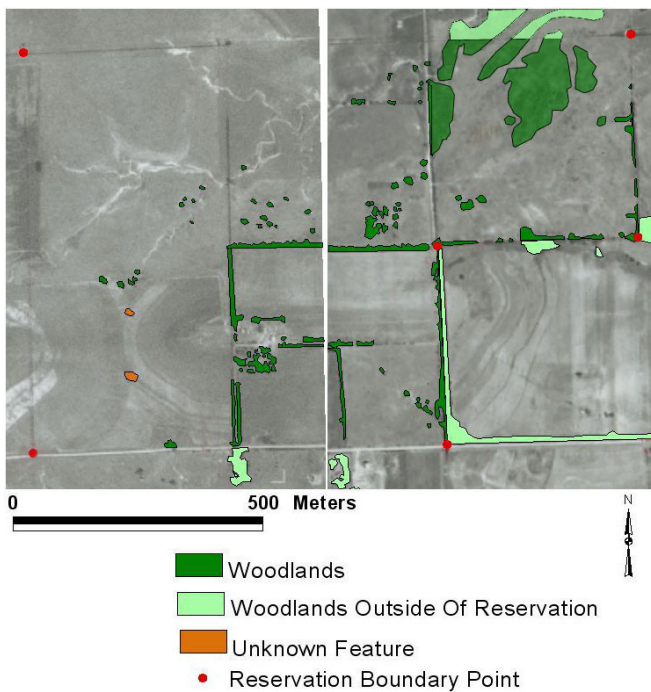 0 500 Meters
N
Woodlands
Woodlands Outside Of Reservation
Unknown Feature
Reservation Boundary Point